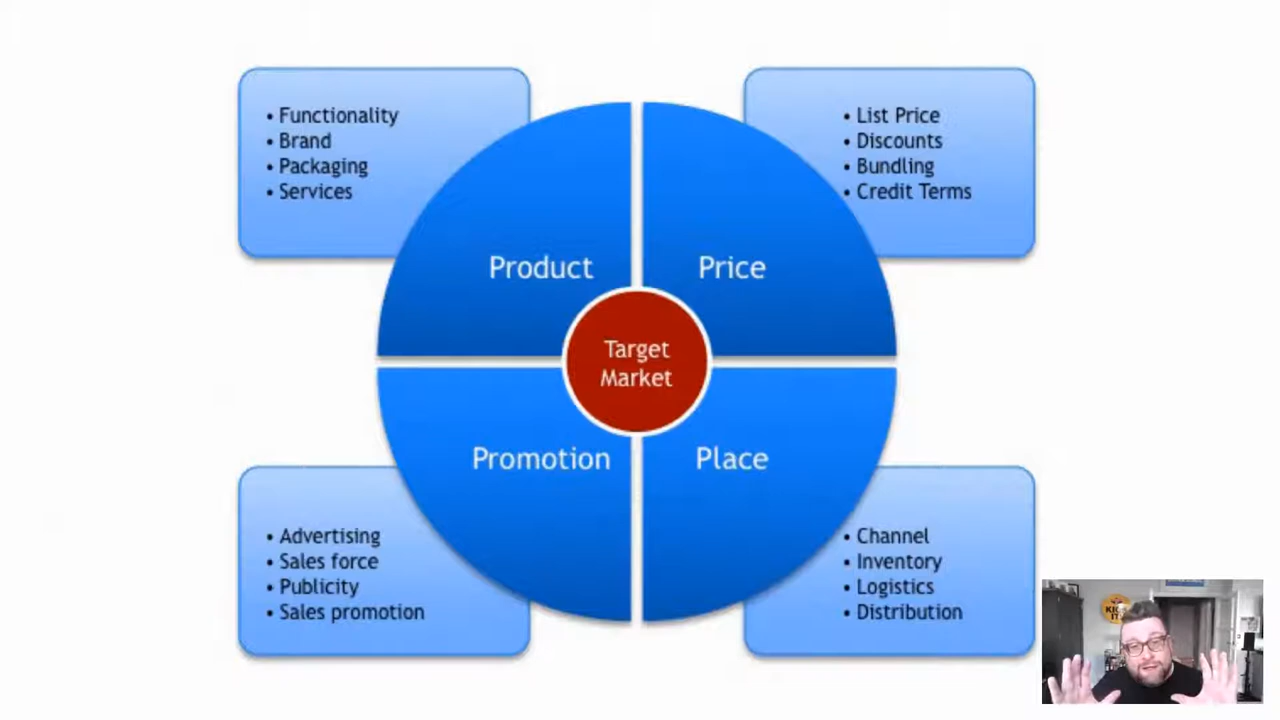 • Functionality
• Brand
• Packaging
• Services
• List Price
• Discounts
• Bundling
• Credit Terms
Product
Price
Target
Market
Promotion
Place
• Advertising
• Sales force
• Publicity
• Sales promotion
• Channel
• Inventory
• Logistics
• Distribution